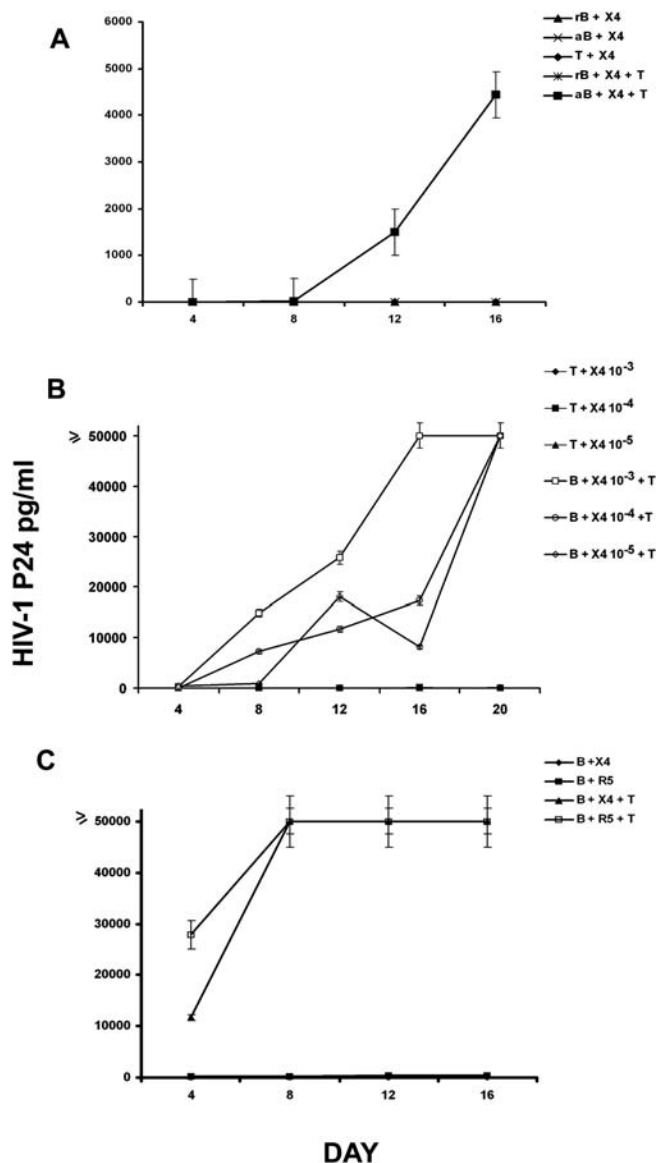 A
rB + X4
aB + X4
T + X4
rB + X4 + T
aB + X4 + T
6000
5000
4000
3000
2000
1000
0
4 8 12 16
B
T + X4 10-3
T + X4 10-4
T + X4 10-5
B + X4 10-3 + T
B + X4 10-4 +T
B + X4 10-5 + T
HIV-1 P24 pg/ml
≥ 50000
40000
30000
20000
10000
0
4 8 12 16 20
C
B +X4
B + R5
B + X4 + T
B + R5 + T
≥ 50000
40000
30000
20000
10000
0
4 8 12 16
DAY